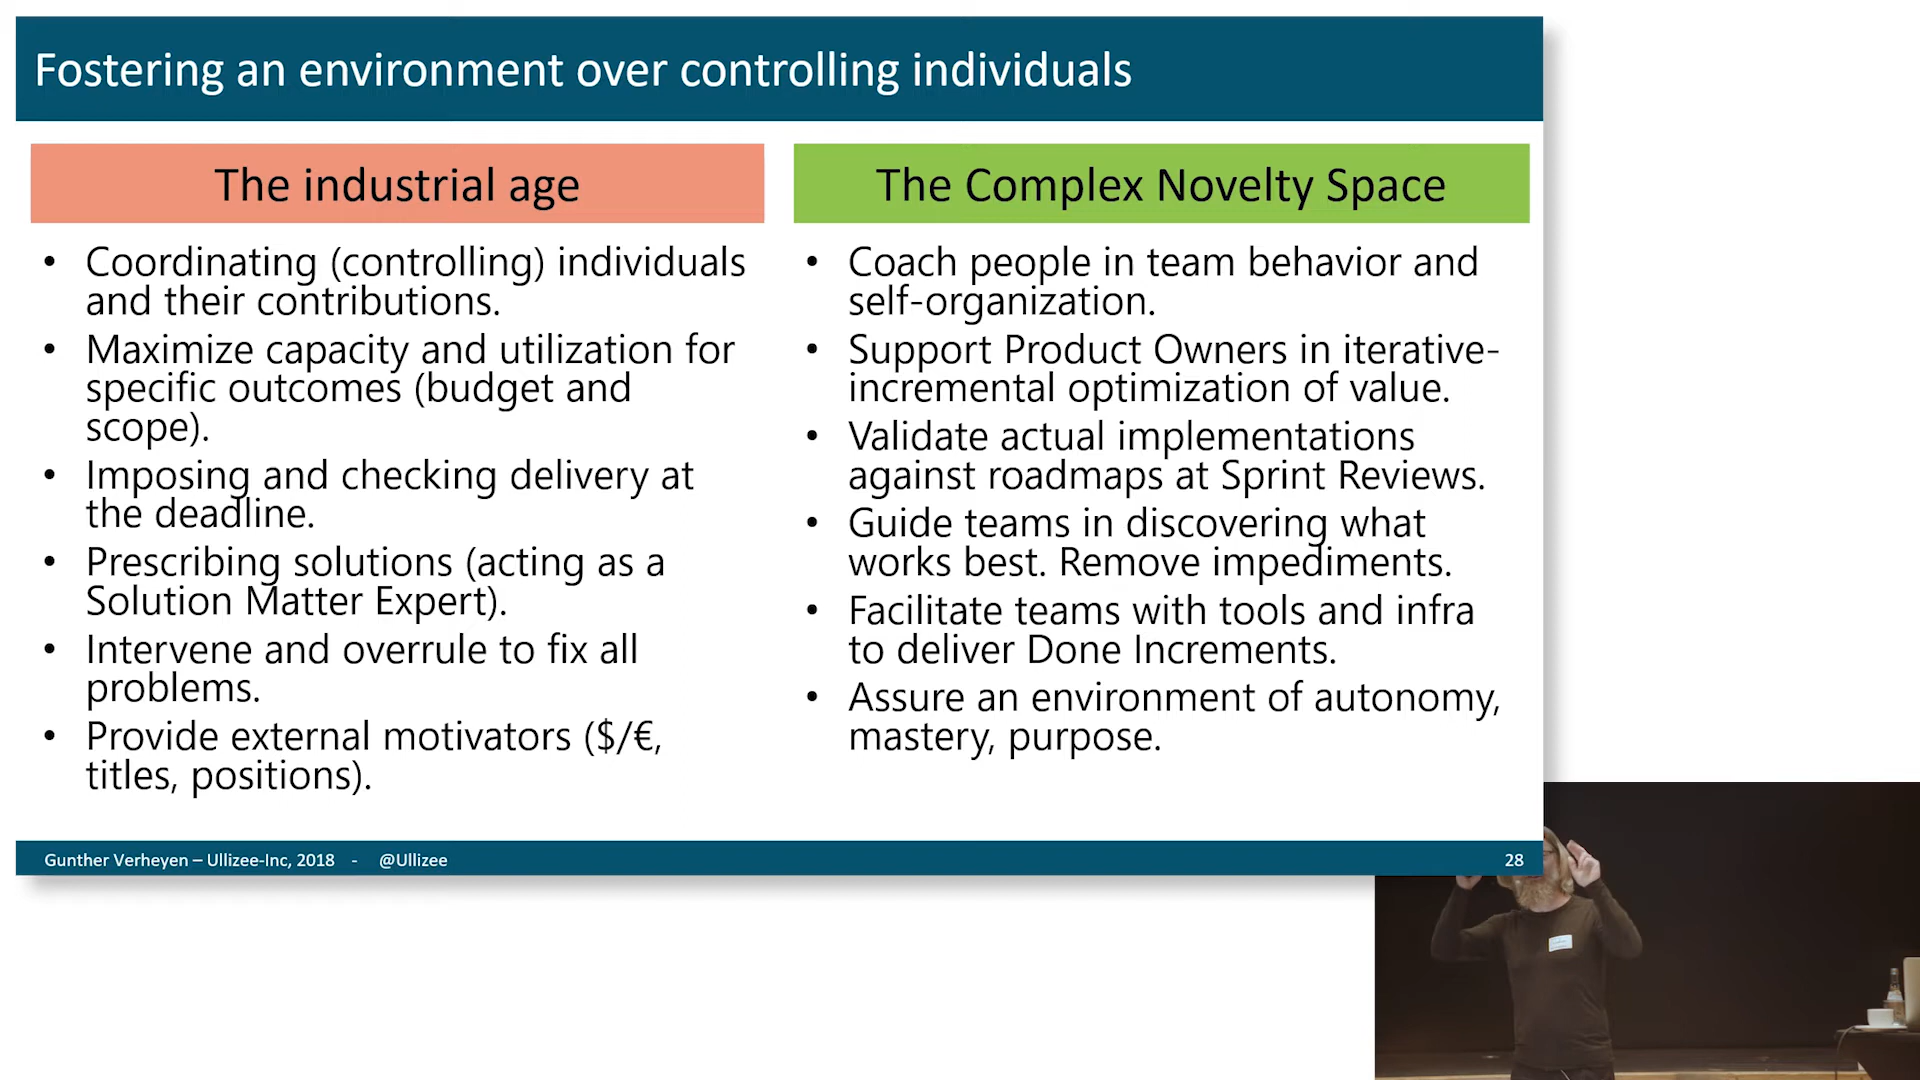 Fostering an environment over controlling individuals
The industrial age
• Coordinating (controlling) individuals
and their contributions.
• Maximize capacity and utilization for
specific outcomes (budget and
scope).
• Imposing and checking delivery at
the deadline.
• Prescribing solutions (acting as a
Solution Matter Expert).
• Intervene and overrule to fix all
problems.
• Provide external motivators ($/€,
titles, positions).
The Complex Novelty Space
• Coach people in team behavior and
self-organization.
• Support Product Owners in iterative-
incremental optimization of value.
• Validate actual implementations
against roadmaps at Sprint Reviews.
• Guide teams in discovering what
works best. Remove impediments.
• Facilitate teams with tools and infra
to deliver Done Increments.
• Assure an environment of autonomy,
mastery, purpose.
Gunther Verheyen – Ullizee-Inc, 2018 - @Ullizee
28